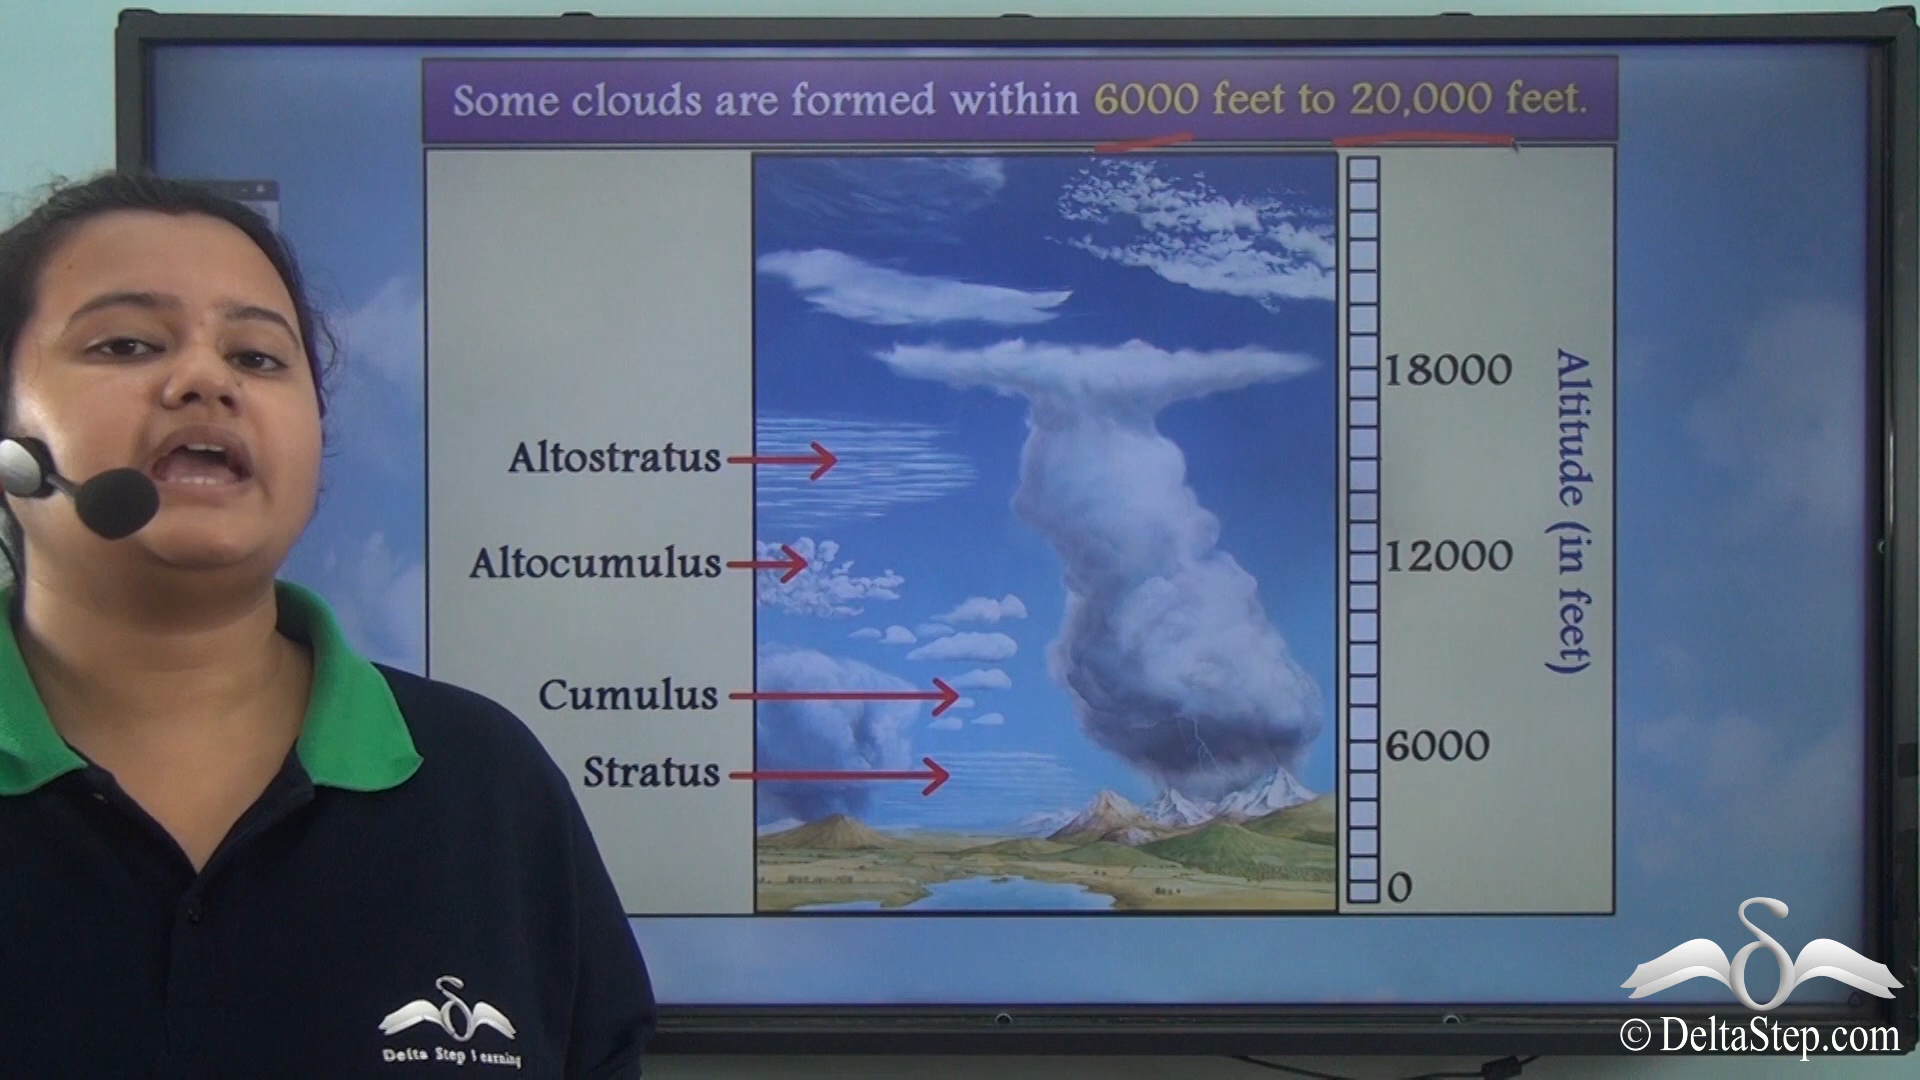 Some clouds are formed within 6000 feet to 20,000 feet.
18000
Altostratus
12000
Altocumulus
Altitude (in feet)
Cumulus
6000
Stratus
0
Delta Step Learning
© DeltaStep.com